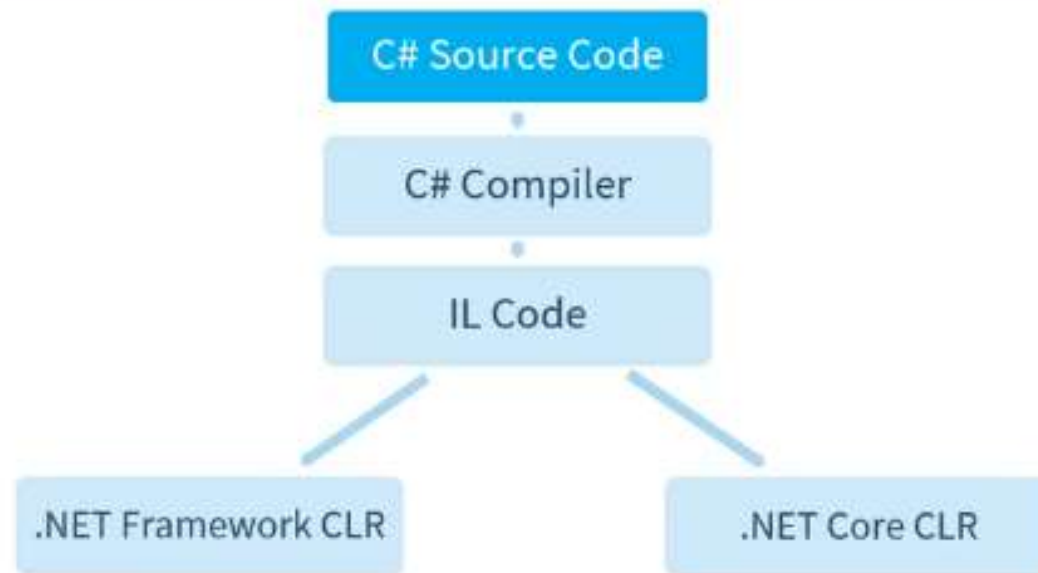 C# Source Code
C# Compiler
IL Code
.NET Framework CLR
.NET Core CLR